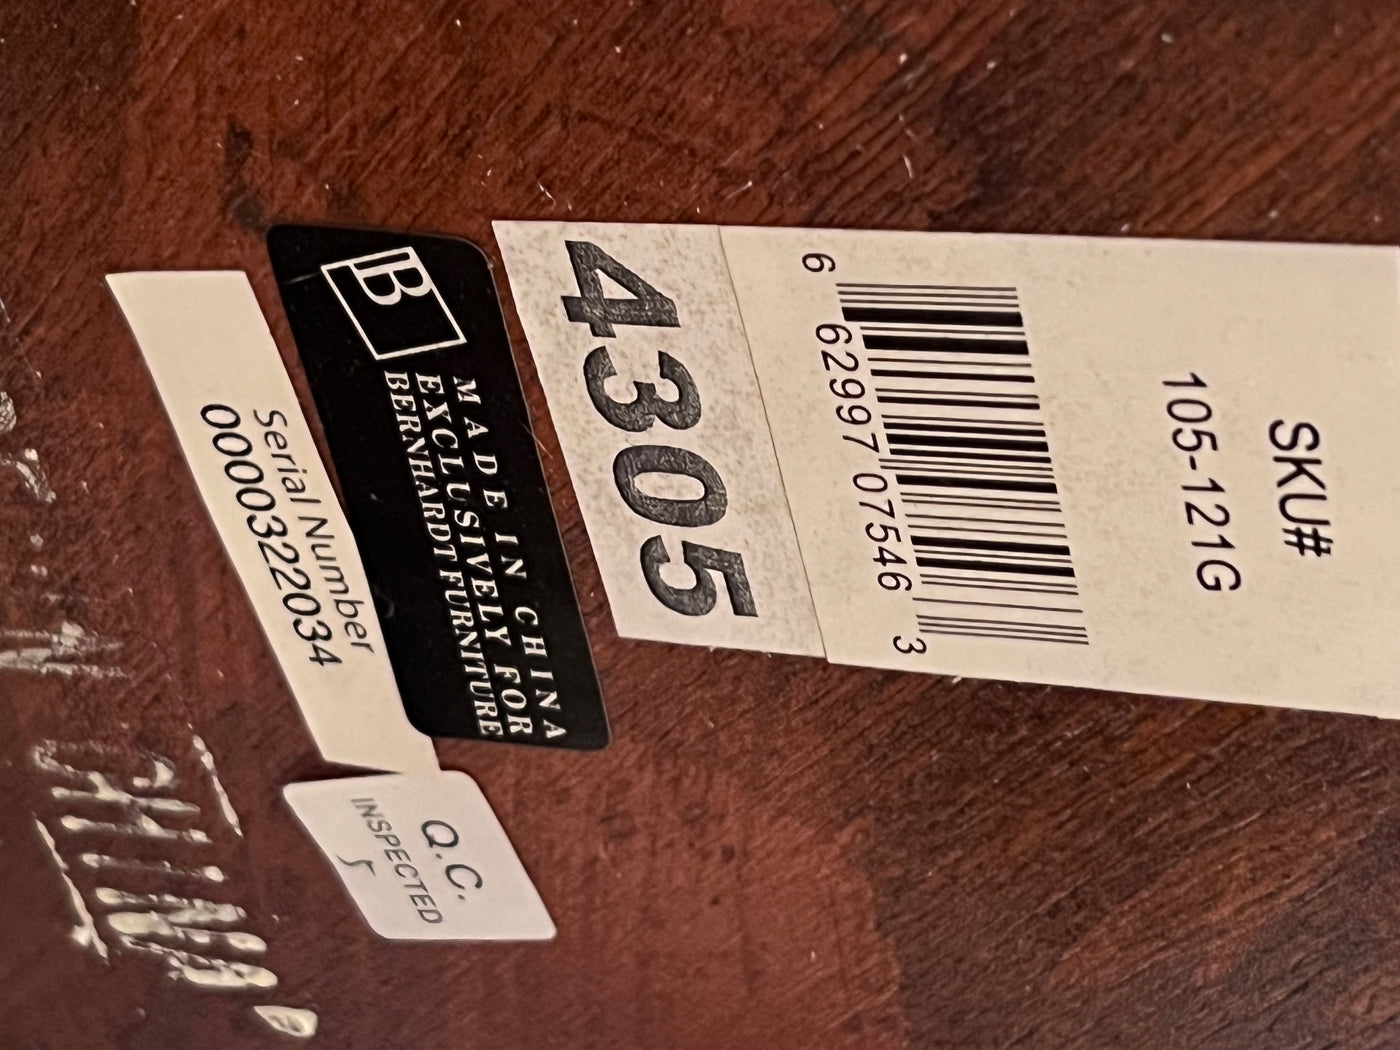 SKU#
105-121G
6 62997 07546 3
4305
B
MADE IN CHINA
EXCLUSIVELY FOR
BERNHARDT FURNITURE
Serial Number
0000322034
Q.C.
INSPECTED
5